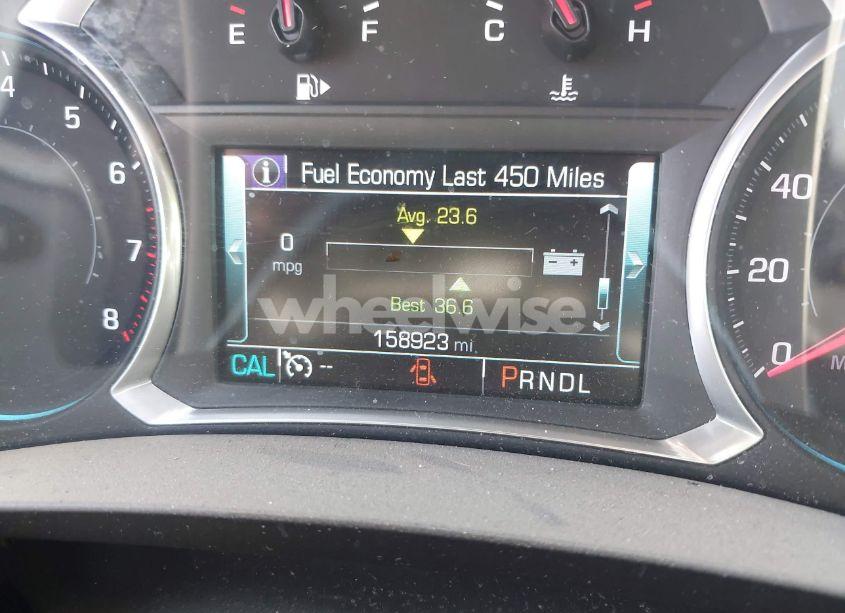 E F C H
4
5
6
7
8
i Fuel Economy Last 450 Miles
Avg. 23.6
0
mpg
Best 36.6
158923 mi.
CAL -- PRNDL
40
20
0
M
wheelwise